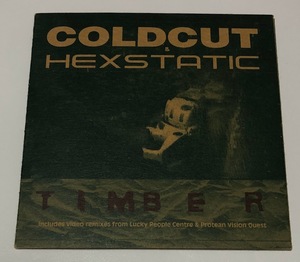 COLDCUT
&
HEXSTATIC
TIMBER
includes video remixes from Lucky People Centre & Protean Vision Quest